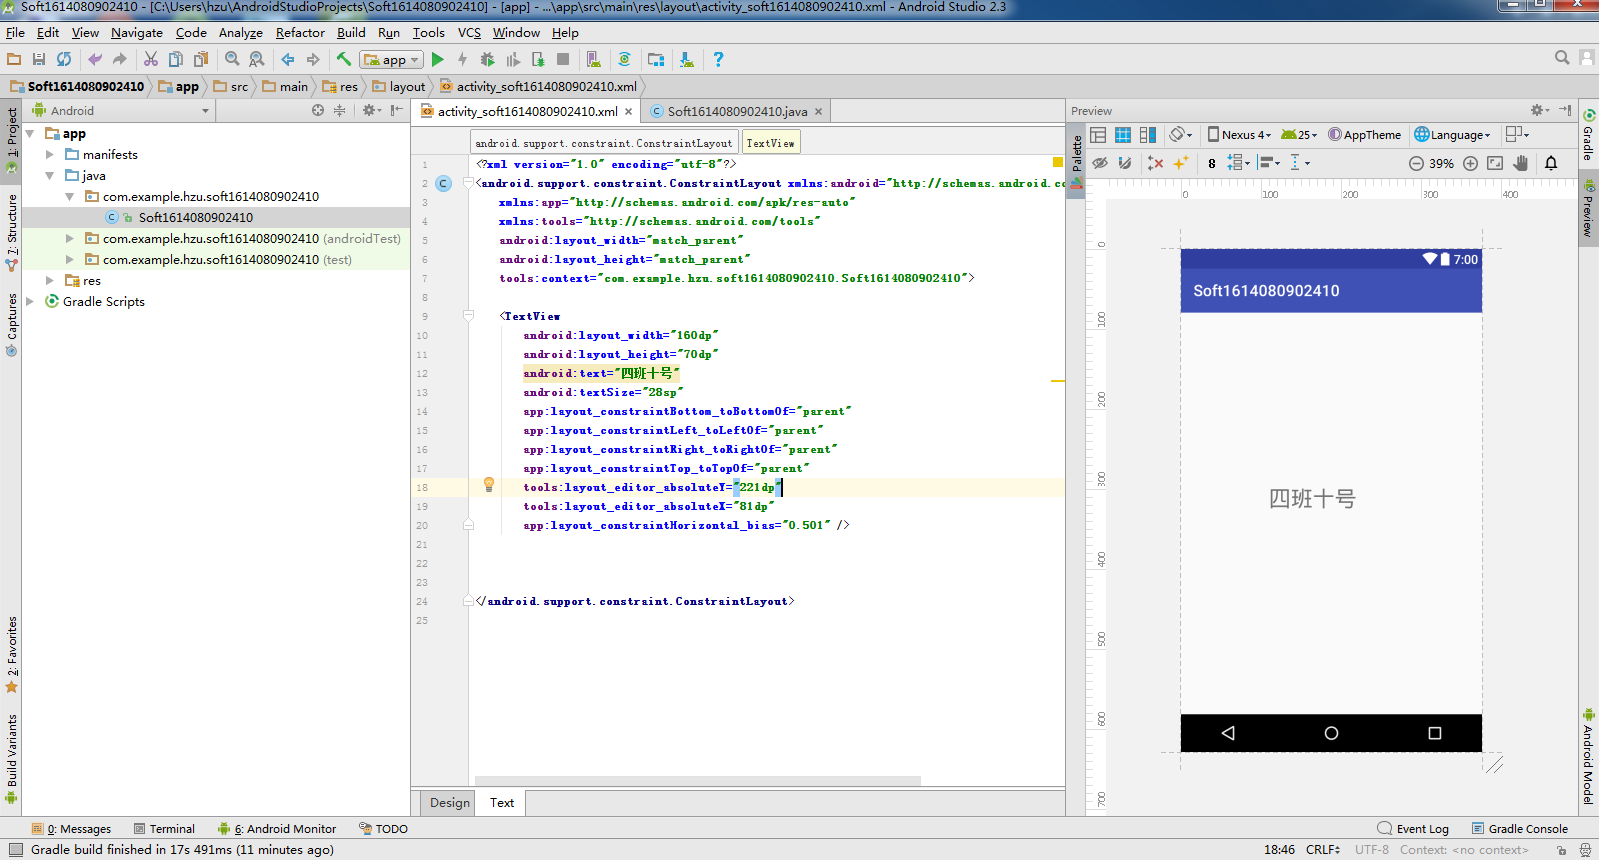 Soft1614080902410 - [C:\Users\hzu\AndroidStudioProjects\Soft1614080902410] - [app] - ...\app\src\main\res\layout\activity_soft1614080902410.xml - Android Studio 2.3
File Edit View Navigate Code Analyze Refactor Build Run Tools VCS Window Help
app
Soft1614080902410 app src main res layout activity_soft1614080902410.xml
Android
activity_soft1614080902410.xml Soft1614080902410.java
Preview
1: Project
7: Structure
Captures
2: Favorites
Build Variants
app
manifests
java
com.example.hzu.soft1614080902410
Soft1614080902410
com.example.hzu.soft1614080902410 (androidTest)
com.example.hzu.soft1614080902410 (test)
res
Gradle Scripts
android.support.constraint.ConstraintLayout TextView
1 <?xml version="1.0" encoding="utf-8"?>
2 <android.support.constraint.ConstraintLayout xmlns:android="http://schemas.android.co
3 xmlns:app="http://schemas.android.com/apk/res-auto"
4 xmlns:tools="http://schemas.android.com/tools"
5 android:layout_width="match_parent"
6 android:layout_height="match_parent"
7 tools:context="com.example.hzu.soft1614080902410.Soft1614080902410">
8
9 <TextView
10 android:layout_width="160dp"
11 android:layout_height="70dp"
12 android:text="四班十号"
13 android:textSize="28sp"
14 app:layout_constraintBottom_toBottomOf="parent"
15 app:layout_constraintLeft_toLeftOf="parent"
16 app:layout_constraintRight_toRightOf="parent"
17 app:layout_constraintTop_toTopOf="parent"
18 tools:layout_editor_absoluteY="221dp"
19 tools:layout_editor_absoluteX="81dp"
20 app:layout_constraintHorizontal_bias="0.501" />
21
22
23
24 </android.support.constraint.ConstraintLayout>
25
Design Text
Palette
Nexus 4 25 AppTheme Language
8 39%
0 100 200 300 400
0
100
200
300
400
500
600
700
7:00
Soft1614080902410
四班十号
Gradle
Preview
Android Model
0: Messages Terminal 6: Android Monitor TODO Event Log Gradle Console
Gradle build finished in 17s 491ms (11 minutes ago) 18:46 CRLF UTF-8 Context: <no context>